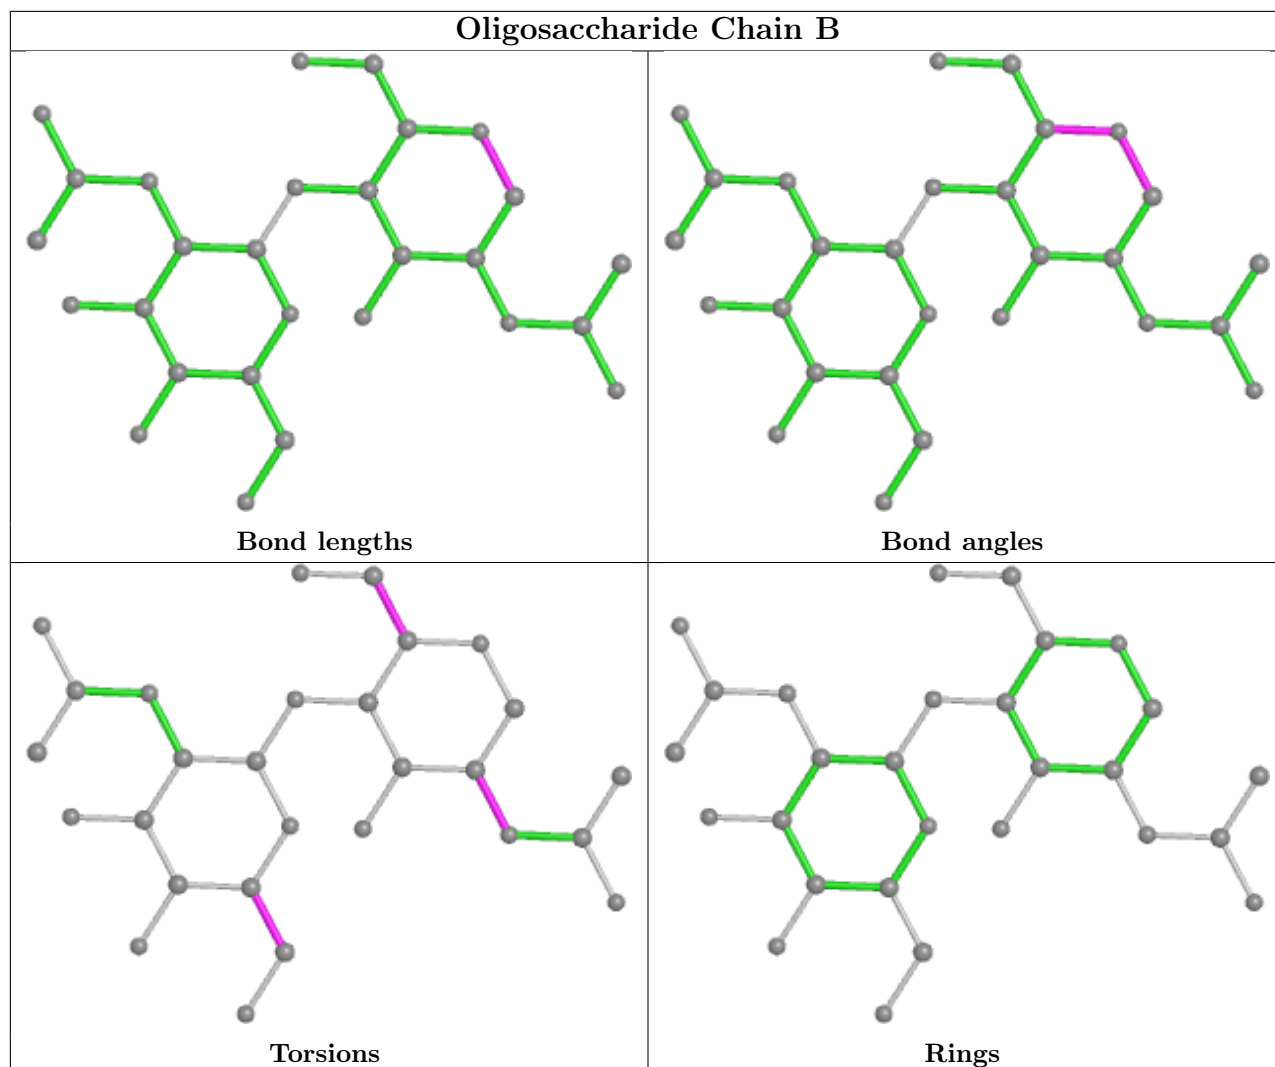 Oligosaccharide Chain B
Bond lengths
Bond angles
Torsions
Rings